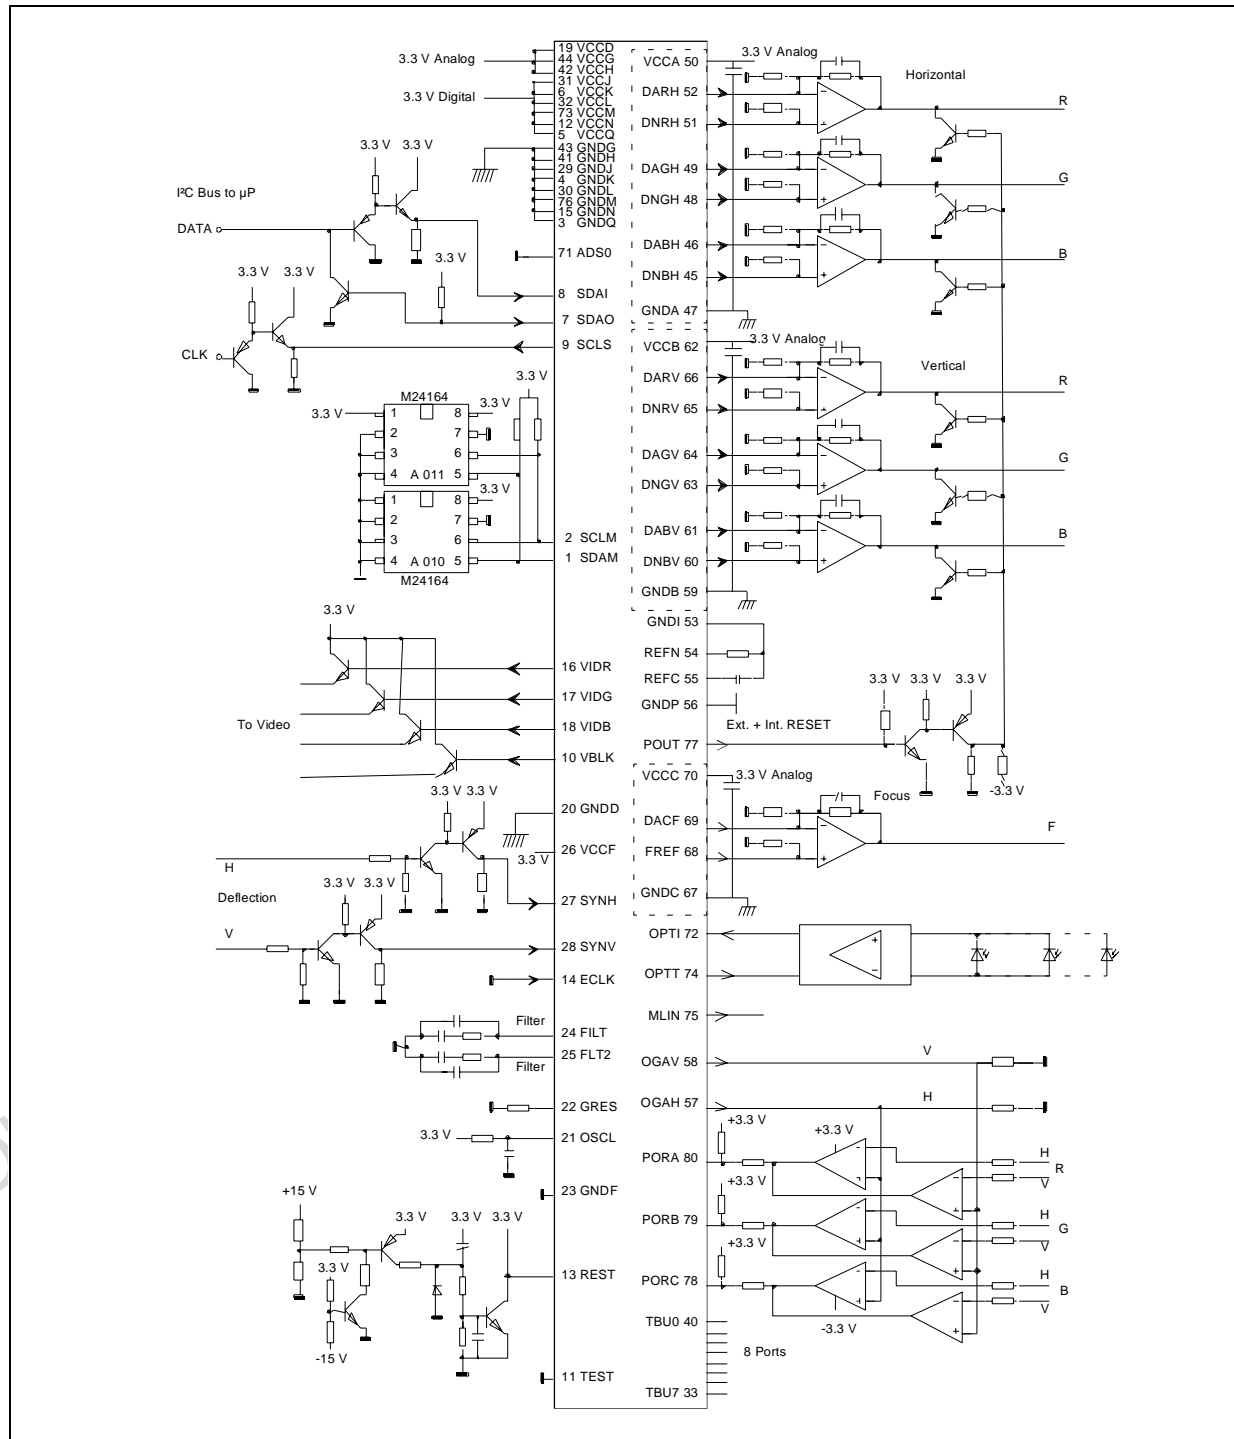 19 VCCD
44 VCCG
42 VCCH
31 VCCJ
6 VCCK
32 VCCL
73 VCCM
12 VCCN
5 VCCQ
43 GNDG
41 GNDH
29 GNDJ
4 GNDK
30 GNDL
76 GNDM
15 GNDN
3 GNDQ
3.3 V Analog
3.3 V Digital
3.3 V
3.3 V
I²C Bus to µP
DATA
71 ADS0
3.3 V
3.3 V
3.3 V
8 SDAI
7 SDAO
CLK
9 SCLS
3.3 V
M24164
3.3 V
1
8
3.3 V
2
7
3
6
4
A 011
5
1
8
3.3 V
2
7
3
6
4
A 010
5
M24164
2 SCLM
1 SDAM
3.3 V
16 VIDR
17 VIDG
To Video
18 VIDB
10 VBLK
3.3 V
3.3 V
20 GNDD
3.3 V
26 VCCF
H
3.3 V
3.3 V
Deflection
27 SYNH
V
28 SYNV
14 ECLK
Filter
24 FILT
25 FLT2
Filter
22 GRES
3.3 V
21 OSCL
+15 V
23 GNDF
3.3 V
3.3 V
3.3 V
3.3 V
13 REST
-15 V
11 TEST
VCCA 50
3.3 V Analog
Horizontal
DARH 52
−
R
DNRH 51
+
DAGH 49
−
G
DNGH 48
+
DABH 46
−
B
DNBH 45
+
GNDA 47
VCCB 62
3.3 V Analog
Vertical
DARV 66
−
R
DNRV 65
+
DAGV 64
−
G
DNGV 63
+
DABV 61
−
B
DNBV 60
+
GNDB 59
GNDI 53
REFN 54
REFC 55
3.3 V
3.3 V
3.3 V
GNDP 56
Ext. + Int. RESET
POUT 77
VCCC 70
3.3 V Analog
-3.3 V
Focus
DACF 69
−
F
FREF 68
+
GNDC 67
OPTI 72
+
OPTT 74
−
MLIN 75
OGAV 58
V
OGAH 57
H
+3.3 V
+3.3 V
PORA 80
-
H
R
+3.3 V
-
V
+
PORB 79
-
H
G
+
+3.3 V
-
V
+
PORC 78
-
H
B
-
V
-3.3 V
+
TBU0 40
8 Ports
TBU7 33